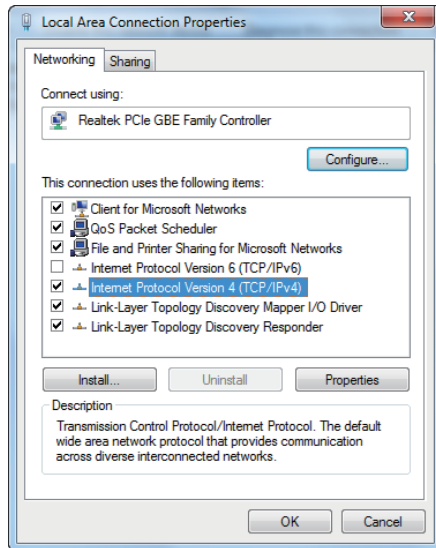 Local Area Connection Properties
Networking
Sharing
Connect using:
Realtek PCIe GBE Family Controller
Configure...
This connection uses the following items:
Client for Microsoft Networks
QoS Packet Scheduler
File and Printer Sharing for Microsoft Networks
Internet Protocol Version 6 (TCP/IPv6)
Internet Protocol Version 4 (TCP/IPv4)
Link-Layer Topology Discovery Mapper I/O Driver
Link-Layer Topology Discovery Responder
Install...
Uninstall
Properties
Description
Transmission Control Protocol/Internet Protocol. The default
wide area network protocol that provides communication
across diverse interconnected networks.
OK
Cancel